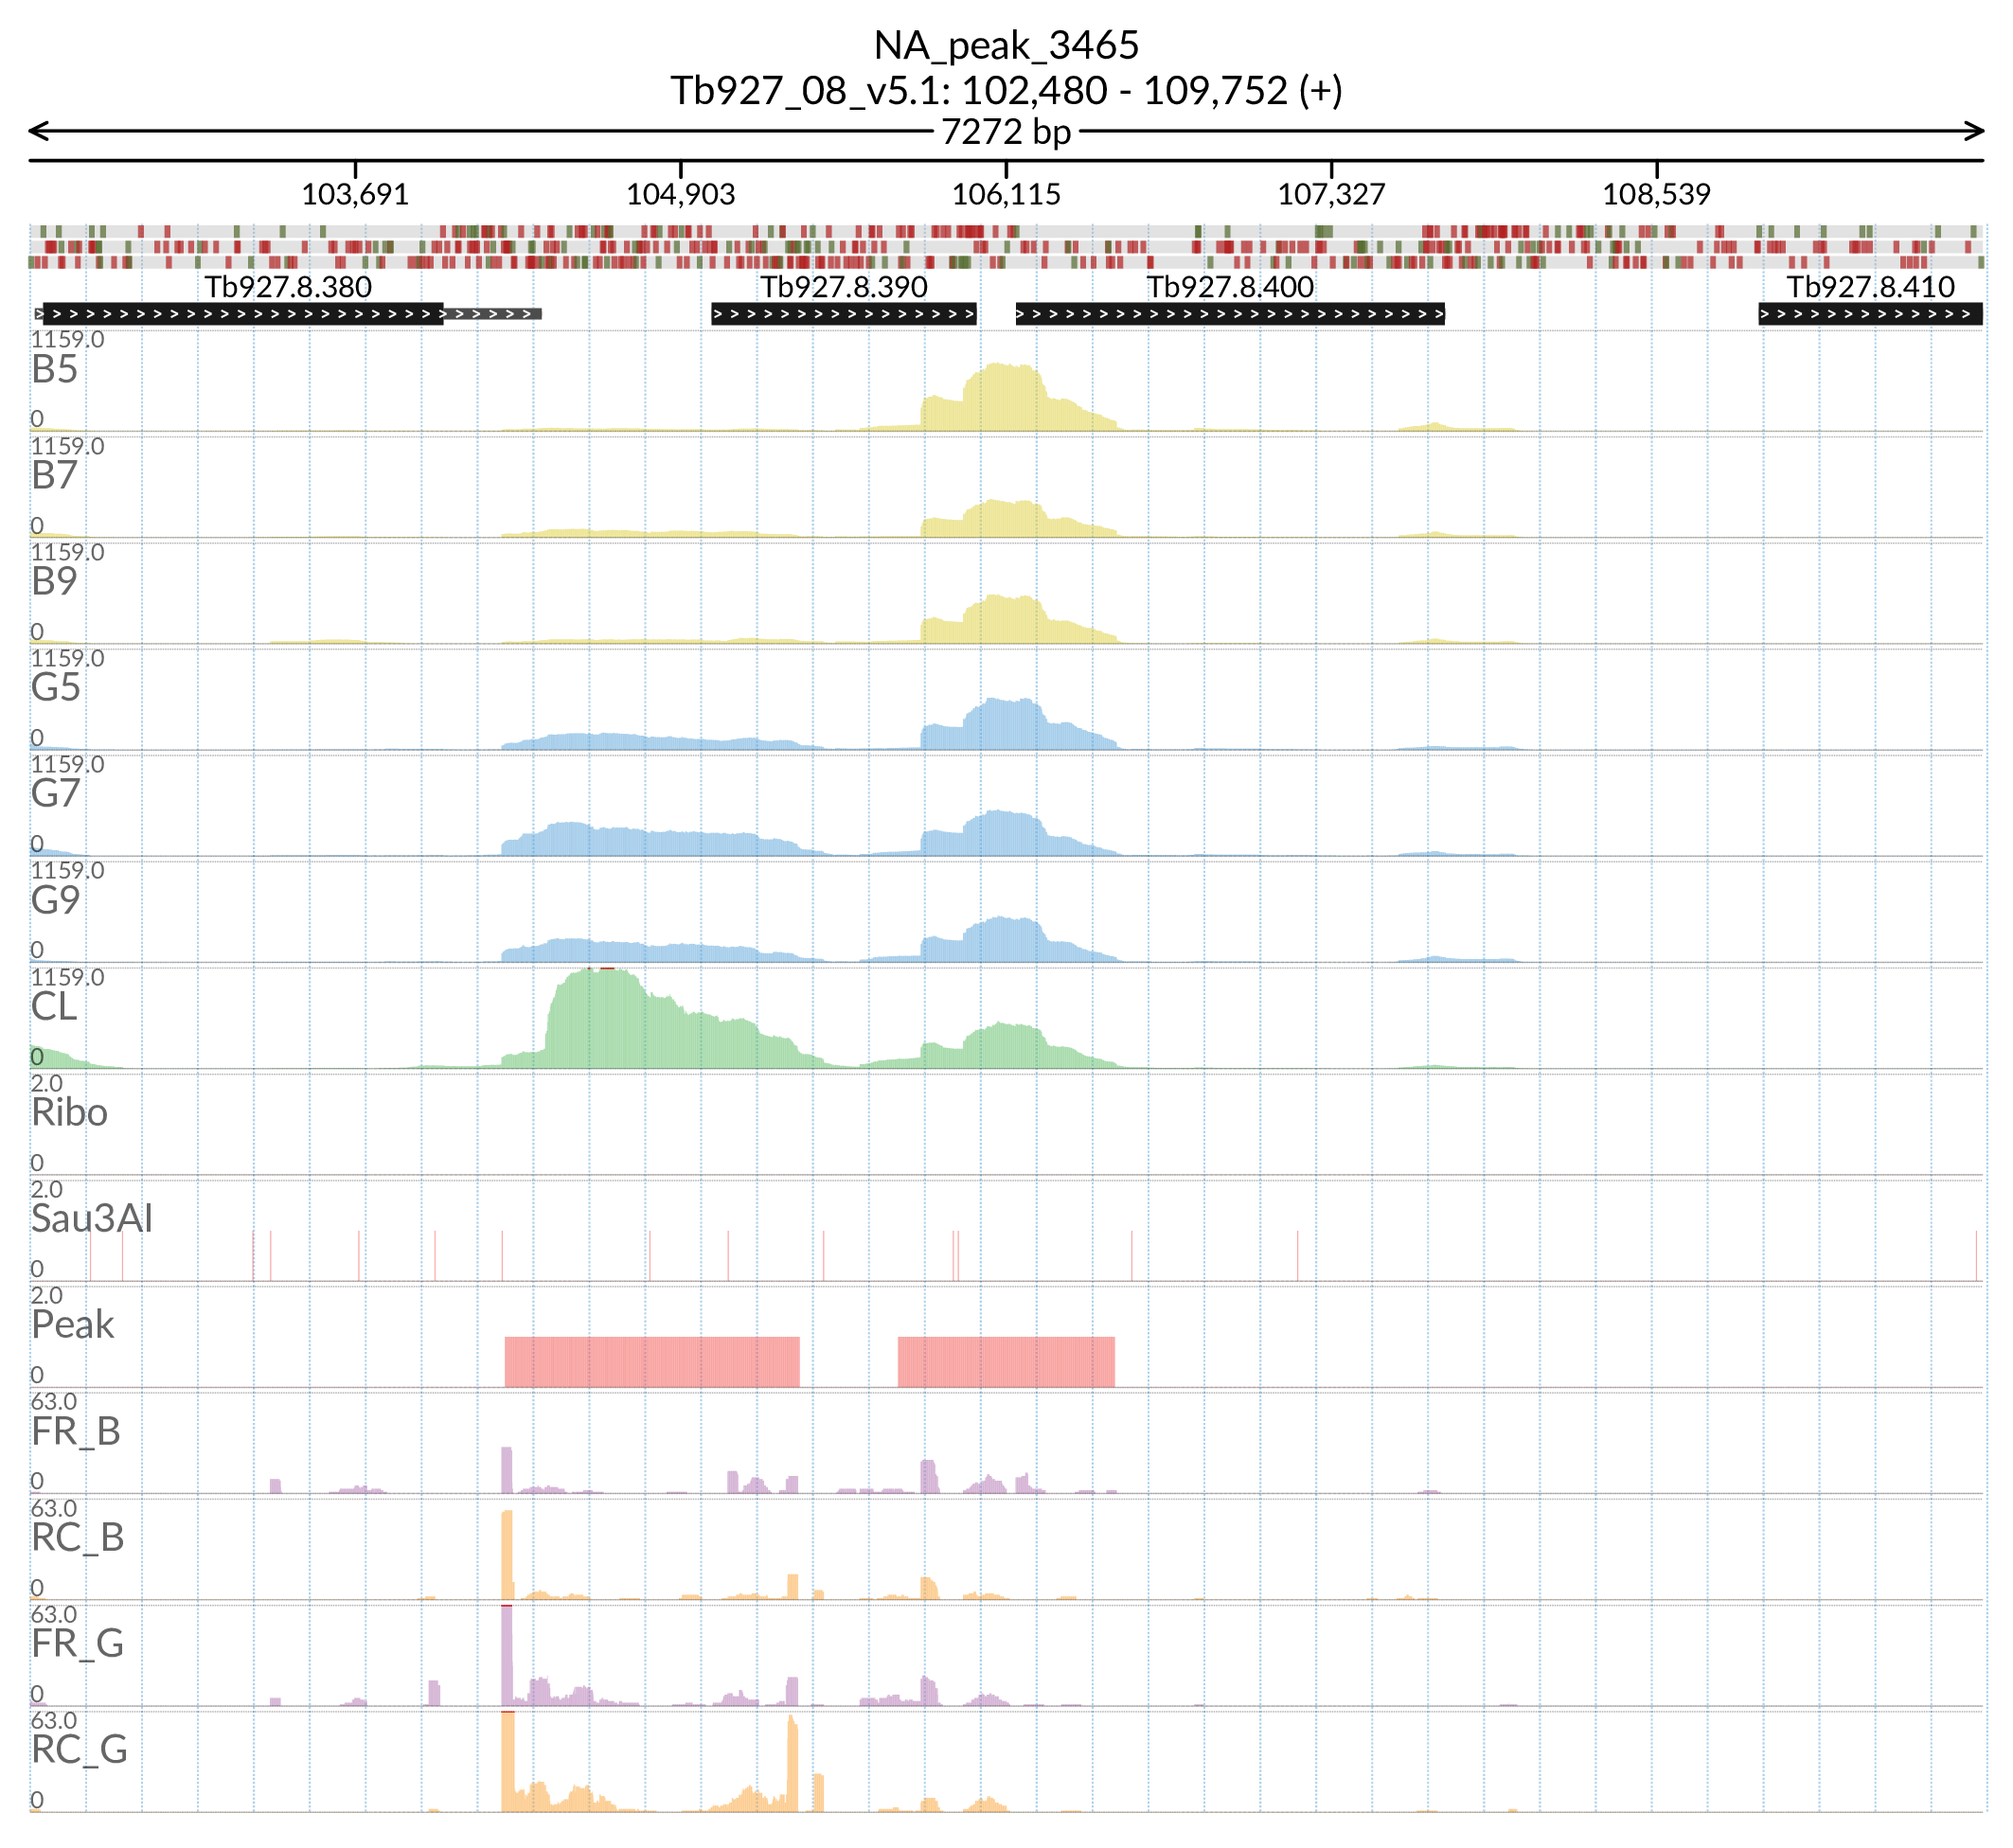 NA_peak_3465
Tb927_08_v5.1: 102,480 - 109,752 (+)
7272 bp
103,691 104,903 106,115 107,327 108,539
Tb927.8.380 Tb927.8.390 Tb927.8.400 Tb927.8.410
1159.0
B5
0
1159.0
B7
0
1159.0
B9
0
1159.0
G5
0
1159.0
G7
0
1159.0
G9
0
1159.0
CL
0
2.0
Ribo
0
2.0
Sau3AI
0
2.0
Peak
0
63.0
FR_B
0
63.0
RC_B
0
63.0
FR_G
0
63.0
RC_G
0